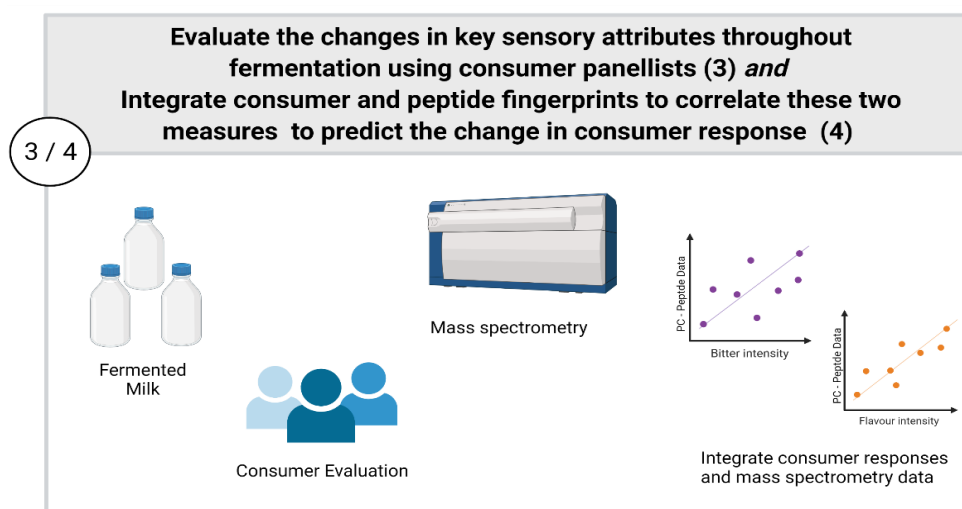 Evaluate the changes in key sensory attributes throughout
fermentation using consumer panellists (3) and
Integrate consumer and peptide fingerprints to correlate these two
measures to predict the change in consumer response (4)
3 / 4
Fermented
Milk
Consumer Evaluation
Mass spectrometry
PC - Peptde Data
Bitter intensity
PC - Peptde Data
Flavour intensity
Integrate consumer responses
and mass spectrometry data